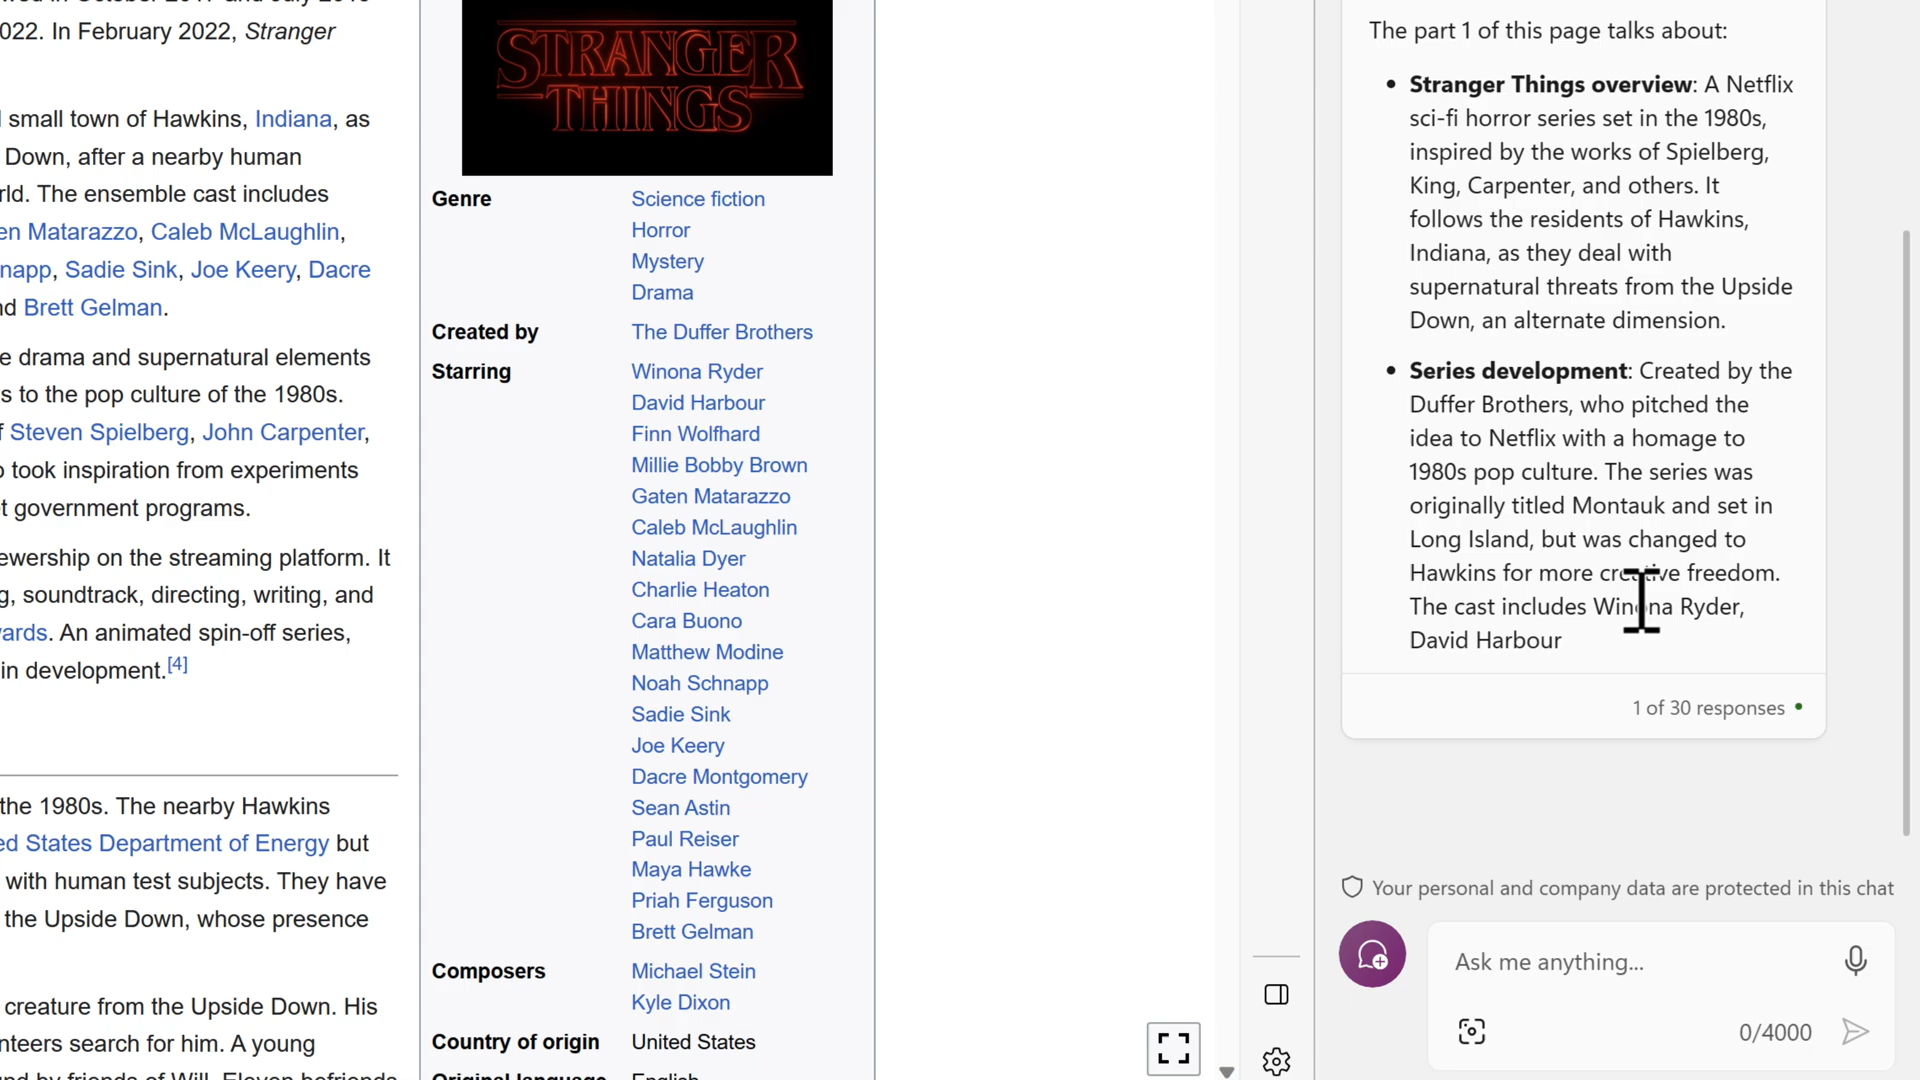 022. In February 2022, Stranger
small town of Hawkins, Indiana, as
Down, after a nearby human
rld. The ensemble cast includes
en Matarazzo, Caleb McLaughlin,
napp, Sadie Sink, Joe Keery, Dacre
nd Brett Gelman.
e drama and supernatural elements
s to the pop culture of the 1980s.
f Steven Spielberg, John Carpenter,
o took inspiration from experiments
t government programs.
ewership on the streaming platform. It
g, soundtrack, directing, writing, and
vards. An animated spin-off series,
in development.[4]
the 1980s. The nearby Hawkins
ed States Department of Energy but
with human test subjects. They have
the Upside Down, whose presence
creature from the Upside Down. His
nteers search for him. A young
STRANGER
THINGS
Genre Science fiction
Horror
Mystery
Drama
Created by The Duffer Brothers
Starring Winona Ryder
David Harbour
Finn Wolfhard
Millie Bobby Brown
Gaten Matarazzo
Caleb McLaughlin
Natalia Dyer
Charlie Heaton
Cara Buono
Matthew Modine
Noah Schnapp
Sadie Sink
Joe Keery
Dacre Montgomery
Sean Astin
Paul Reiser
Maya Hawke
Priah Ferguson
Brett Gelman
Composers Michael Stein
Kyle Dixon
Country of origin United States
Original language English
The part 1 of this page talks about:
• Stranger Things overview: A Netflix
sci-fi horror series set in the 1980s,
inspired by the works of Spielberg,
King, Carpenter, and others. It
follows the residents of Hawkins,
Indiana, as they deal with
supernatural threats from the Upside
Down, an alternate dimension.
• Series development: Created by the
Duffer Brothers, who pitched the
idea to Netflix with a homage to
1980s pop culture. The series was
originally titled Montauk and set in
Long Island, but was changed to
Hawkins for more creative freedom.
The cast includes Winona Ryder,
David Harbour
1 of 30 responses
Your personal and company data are protected in this chat
Ask me anything...
0/4000